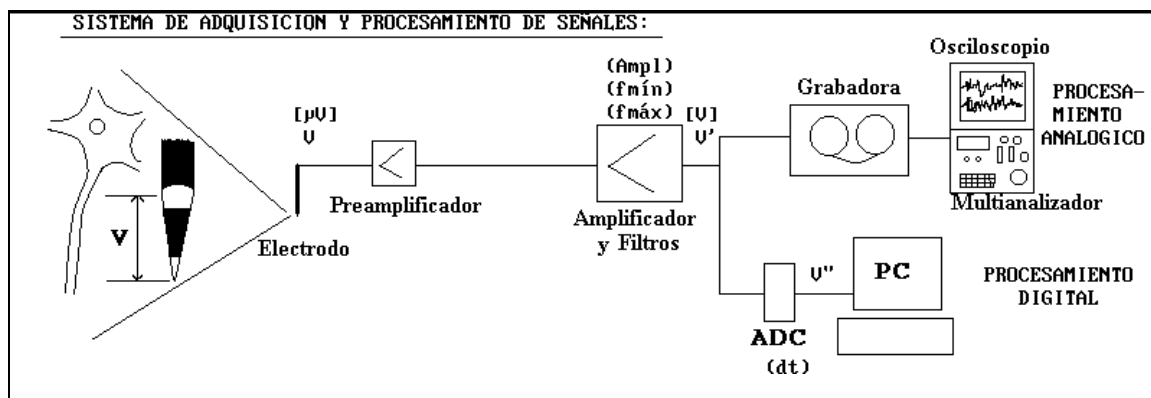 SISTEMA DE ADQUISICION Y PROCESAMIENTO DE SEÑALES:
V
Electrodo
[µV]
V
Preamplificador
(Ampl)
(fmín)
(fmáx)
[V]
V'
Amplificador
y Filtros
Grabadora
Osciloscopio
Multianalizador
PROCESA-
MIENTO
ANALOGICO
ADC
(dt)
V"
PC
PROCESAMIENTO
DIGITAL